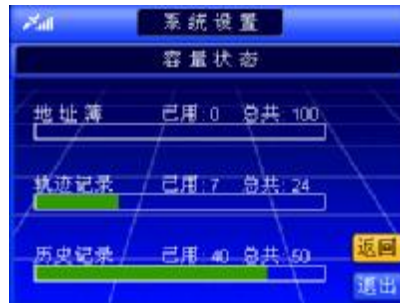 系统设置
容量状态
地址簿 已用:0 总共:100
轨迹记录 已用:7 总共:24
历史记录 已用:40 总共:50
返回
退出